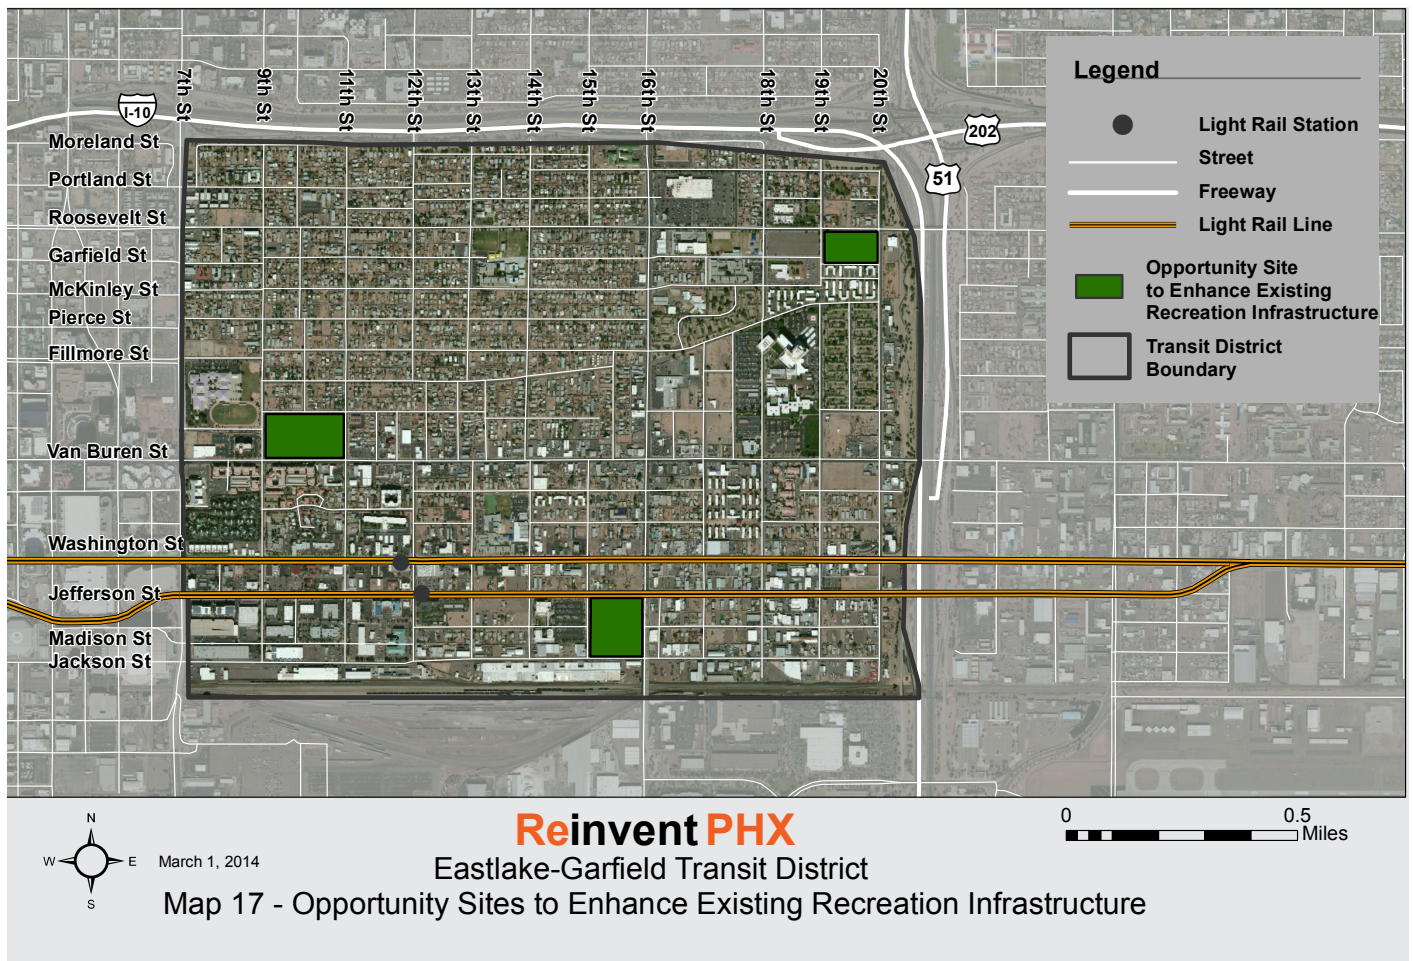 7th St
9th St
11th St
12th St
13th St
14th St
15th St
16th St
18th St
19th St
20th St
I-10
202
51
Moreland St
Portland St
Roosevelt St
Garfield St
McKinley St
Pierce St
Fillmore St
Van Buren St
Washington St
Jefferson St
Madison St
Jackson St
Legend
Light Rail Station
Street
Freeway
Light Rail Line
Opportunity Site
to Enhance Existing
Recreation Infrastructure
Transit District
Boundary
N
W
E
S
March 1, 2014
Reinvent PHX
Eastlake-Garfield Transit District
Map 17 - Opportunity Sites to Enhance Existing Recreation Infrastructure
0 0.5
Miles